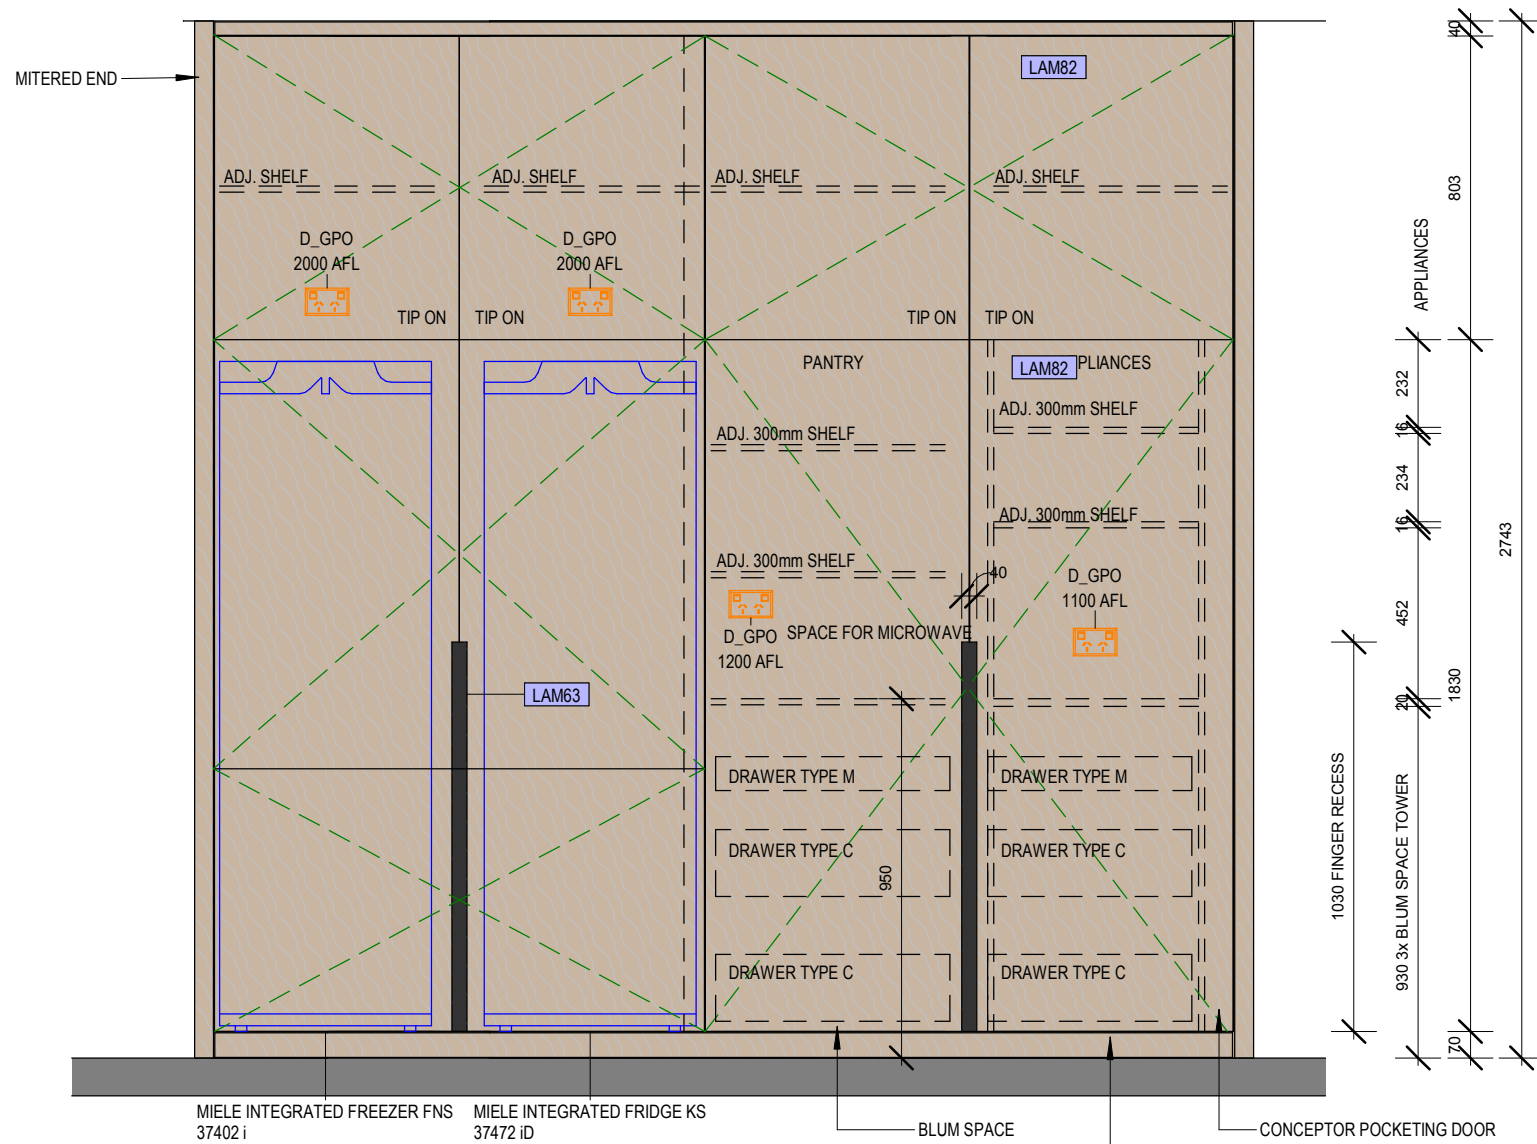 MITERED END
LAM82
ADJ. SHELF
ADJ. SHELF
ADJ. SHELF
ADJ. SHELF
D_GPO
2000 AFL
D_GPO
2000 AFL
TIP ON
TIP ON
TIP ON
TIP ON
PANTRY
LAM82
PLIANCES
ADJ. 300mm SHELF
ADJ. 300mm SHELF
ADJ. 300mm SHELF
ADJ. 300mm SHELF
40
D_GPO
1100 AFL
D_GPO
1200 AFL
SPACE FOR MICROWAVE
LAM63
DRAWER TYPE M
DRAWER TYPE M
DRAWER TYPE C
DRAWER TYPE C
950
DRAWER TYPE C
DRAWER TYPE C
1030 FINGER RECESS
APPLIANCES
232
16
234
16
452
20
930 3x BLUM SPACE TOWER
40
803
1830
70
2743
MIELE INTEGRATED FREEZER FNS
37402 i
MIELE INTEGRATED FRIDGE KS
37472 iD
BLUM SPACE
CONCEPTOR POCKETING DOOR